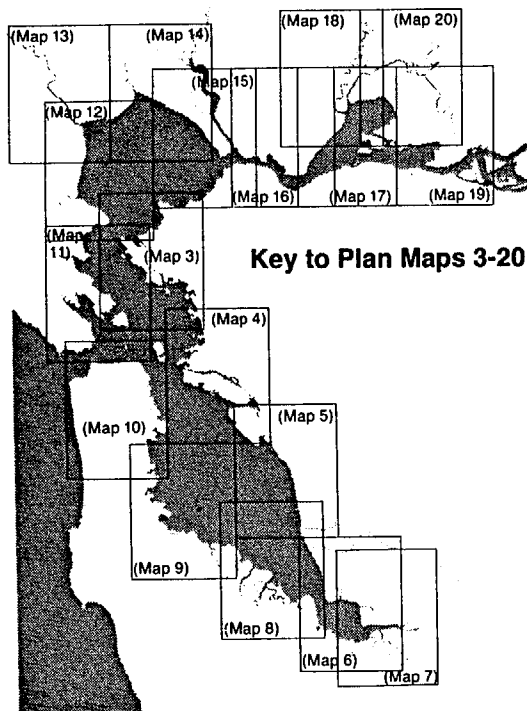 (Map 13)
(Map 14)
(Map 18)
(Map 20)
(Map 15)
(Map 12)
(Map 16)
(Map 17)
(Map 19)
(Map
11)
(Map 3)
Key to Plan Maps 3-20
(Map 4)
(Map 5)
(Map 10)
(Map 9)
(Map 8)
(Map 6)
(Map 7)